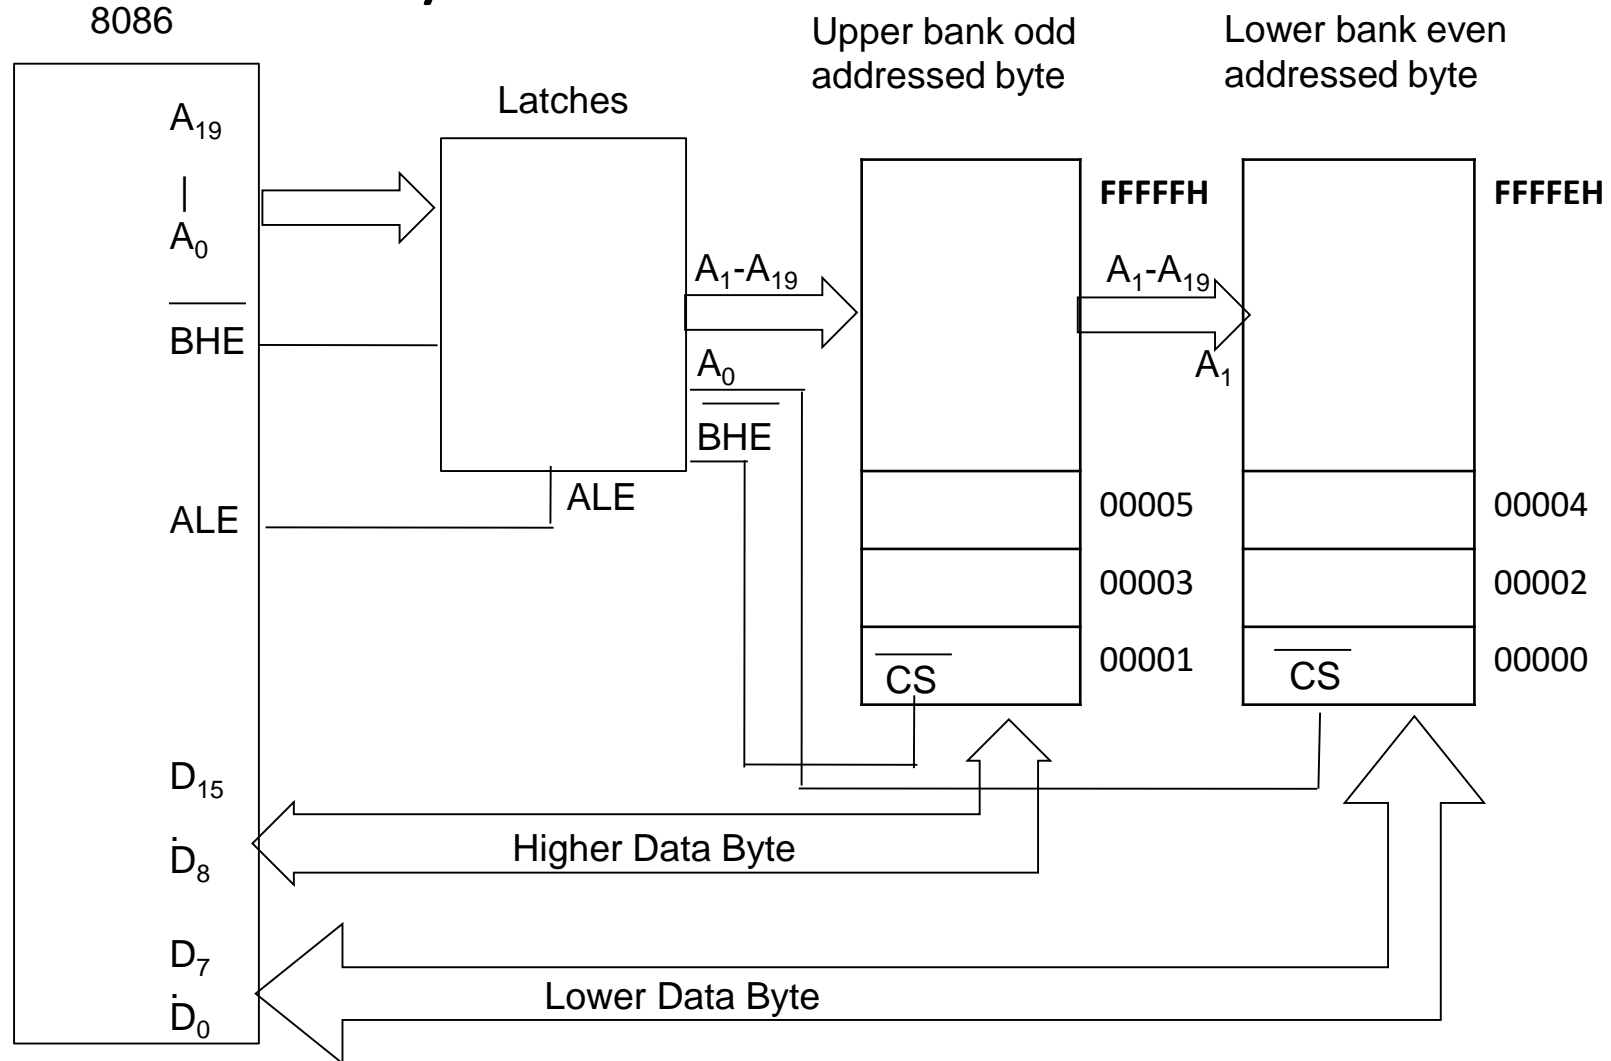 8086
Upper bank odd
addressed byte
Lower bank even
addressed byte
Latches
A19
|
A0
BHE
ALE
A1-A19
A0
BHE
ALE
FFFFFH
A1-A19
A1
FFFFEH
00005
00004
00003
00002
CS
00001
CS
00000
D15
.
D8
Higher Data Byte
D7
.
D0
Lower Data Byte